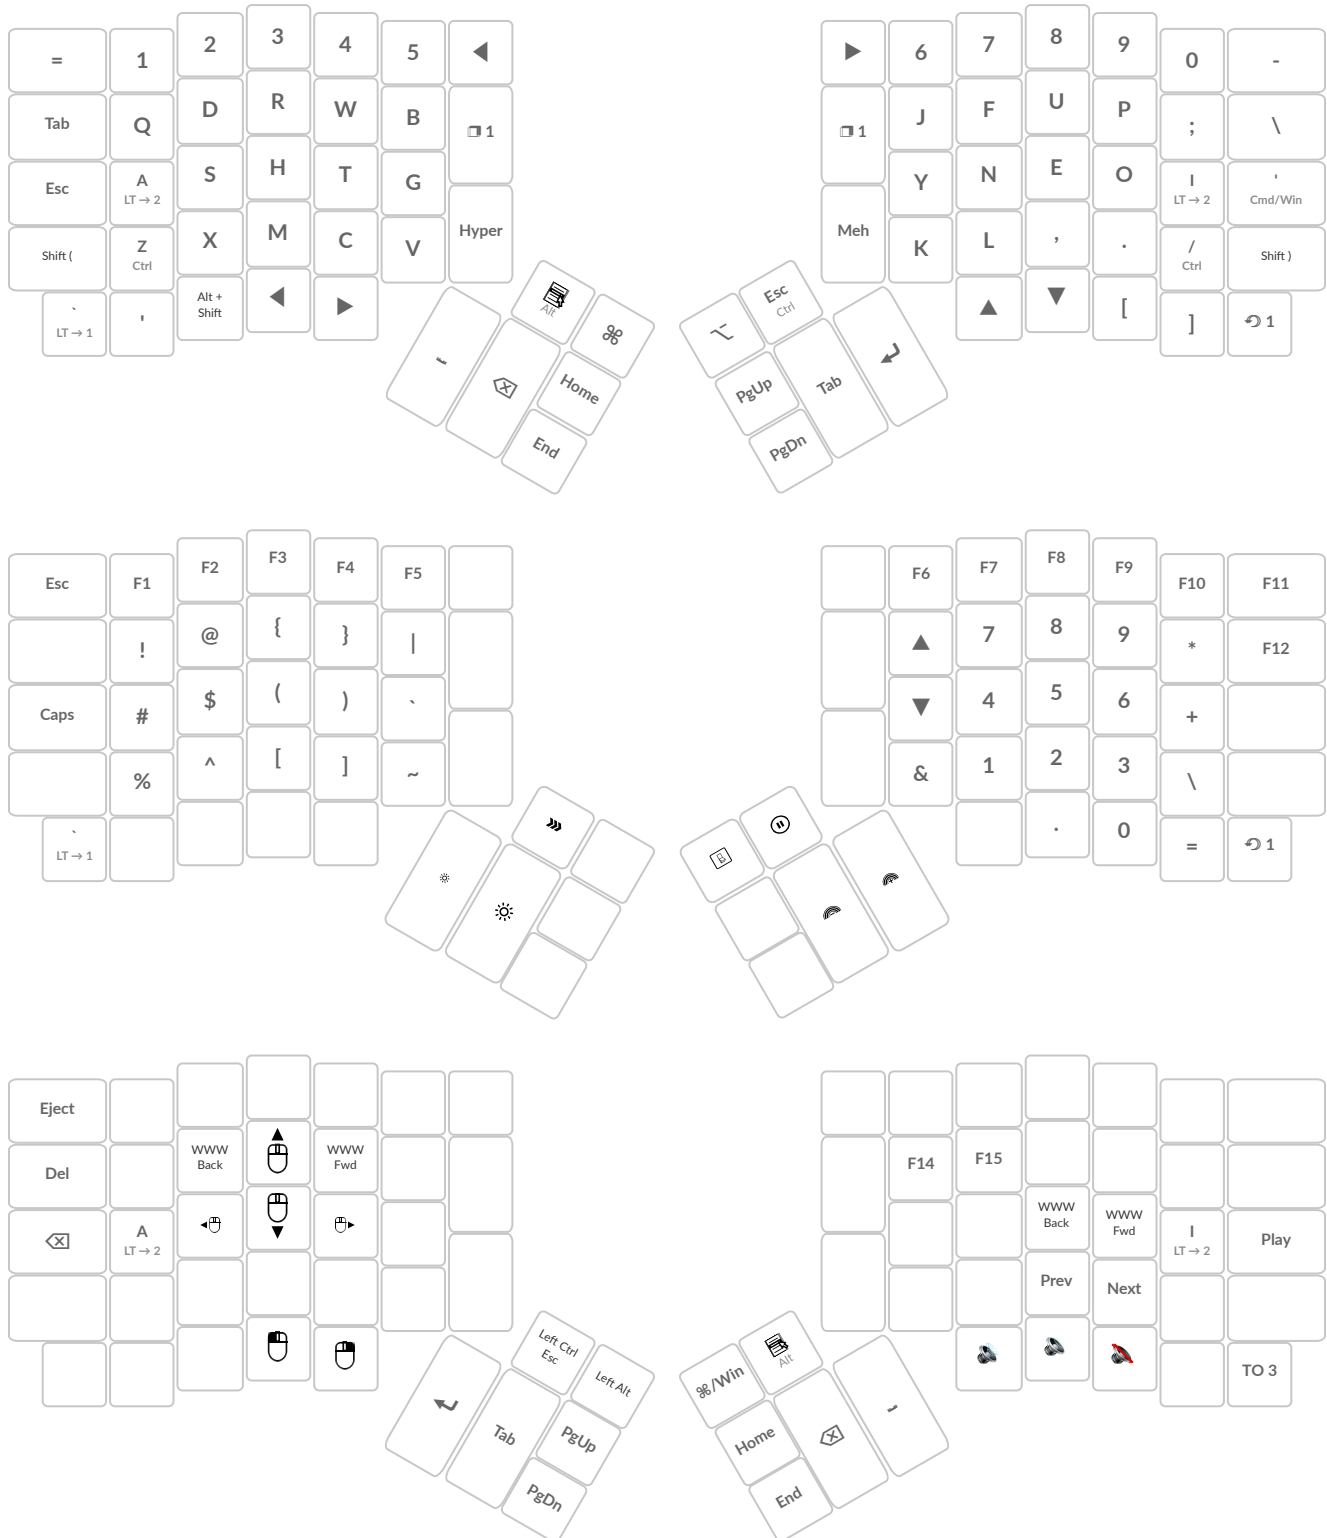 = 1 2 3 4 5 ◀ ▶ 6 7 8 9 0 -
Tab Q D R W B 1 1 J F U P ; \
Esc A S H T G Y N E O I '
LT → 2 LT → 2 Cmd/Win
Shift ( Z X M C V Hyper Meh K L , . / Shift )
Ctrl Ctrl
` ' Alt + ◀ ▶ ▲ ▼ [ ] 1
LT → 1 Shift
Alt ⌘ ⌥ Esc
Ctrl
⌫ Home PgUp Tab
End PgDn
Esc F1 F2 F3 F4 F5 F6 F7 F8 F9 F10 F11
! @ { } | ▲ 7 8 9 * F12
Caps # $ ( ) ` ▼ 4 5 6 +
% ^ [ ] ~ & 1 2 3 \
` . 0 = 1
LT → 1
Eject
Del WWW WWW F14 F15
Back Fwd
⌫ A WWW WWW I Play
LT → 2 Back Fwd LT → 2
Prev Next
TO 3
Left Ctrl
Esc
Left Alt
⌘/Win
Alt
Tab PgUp Home ⌫
PgDn End